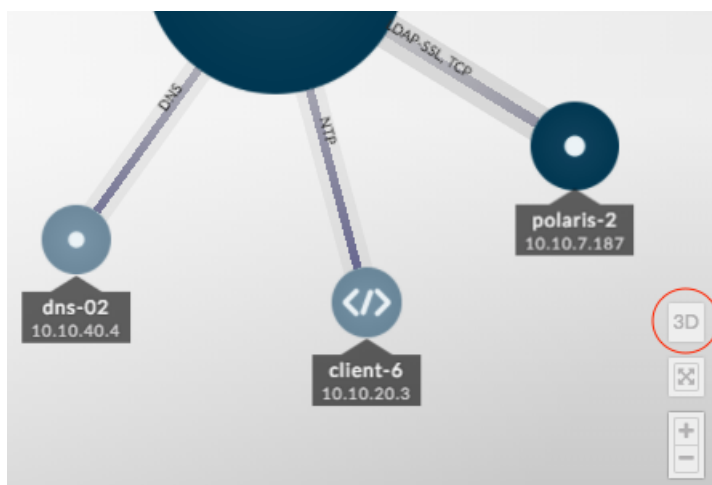 LDAP-SSL, TCP
DNS
NTP
polaris-2
10.10.7.187
dns-02
10.10.40.4
3D
</>
client-6
10.10.20.3
+
−